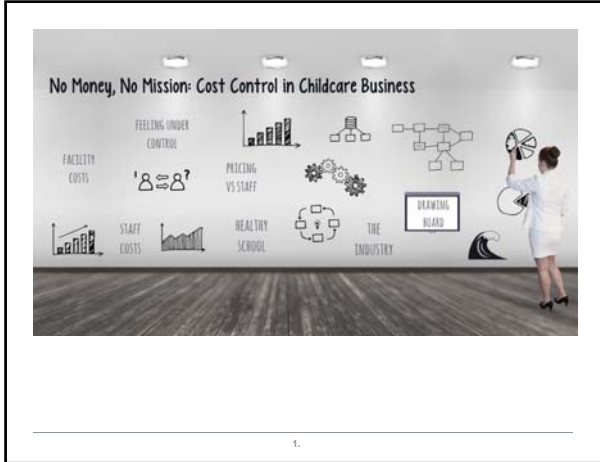 No Money, No Mission: Cost Control in Childcare Business
FEELING UNDER
CONTROL
FACILITY
COSTS
PRICING
VS STAFF
?
DRAWING
BOARD
STAFF
COSTS
HEALTHY
SCHOOL
THE
INDUSTRY
1.